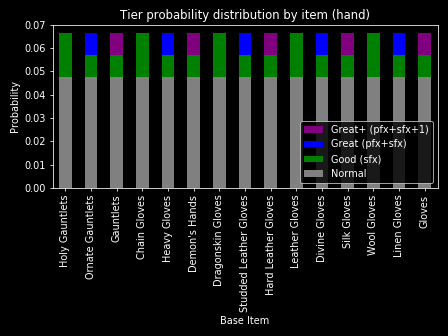 Tier probability distribution by item (hand)
Probability
0.07
0.06
0.05
0.04
0.03
0.02
0.01
0.00
Great+ (pfx+sfx+1)
Great (pfx+sfx)
Good (sfx)
Normal
Holy Gauntlets
Ornate Gauntlets
Gauntlets
Chain Gloves
Heavy Gloves
Demon's Hands
Dragonskin Gloves
Studded Leather Gloves
Hard Leather Gloves
Leather Gloves
Divine Gloves
Silk Gloves
Wool Gloves
Linen Gloves
Gloves
Base Item